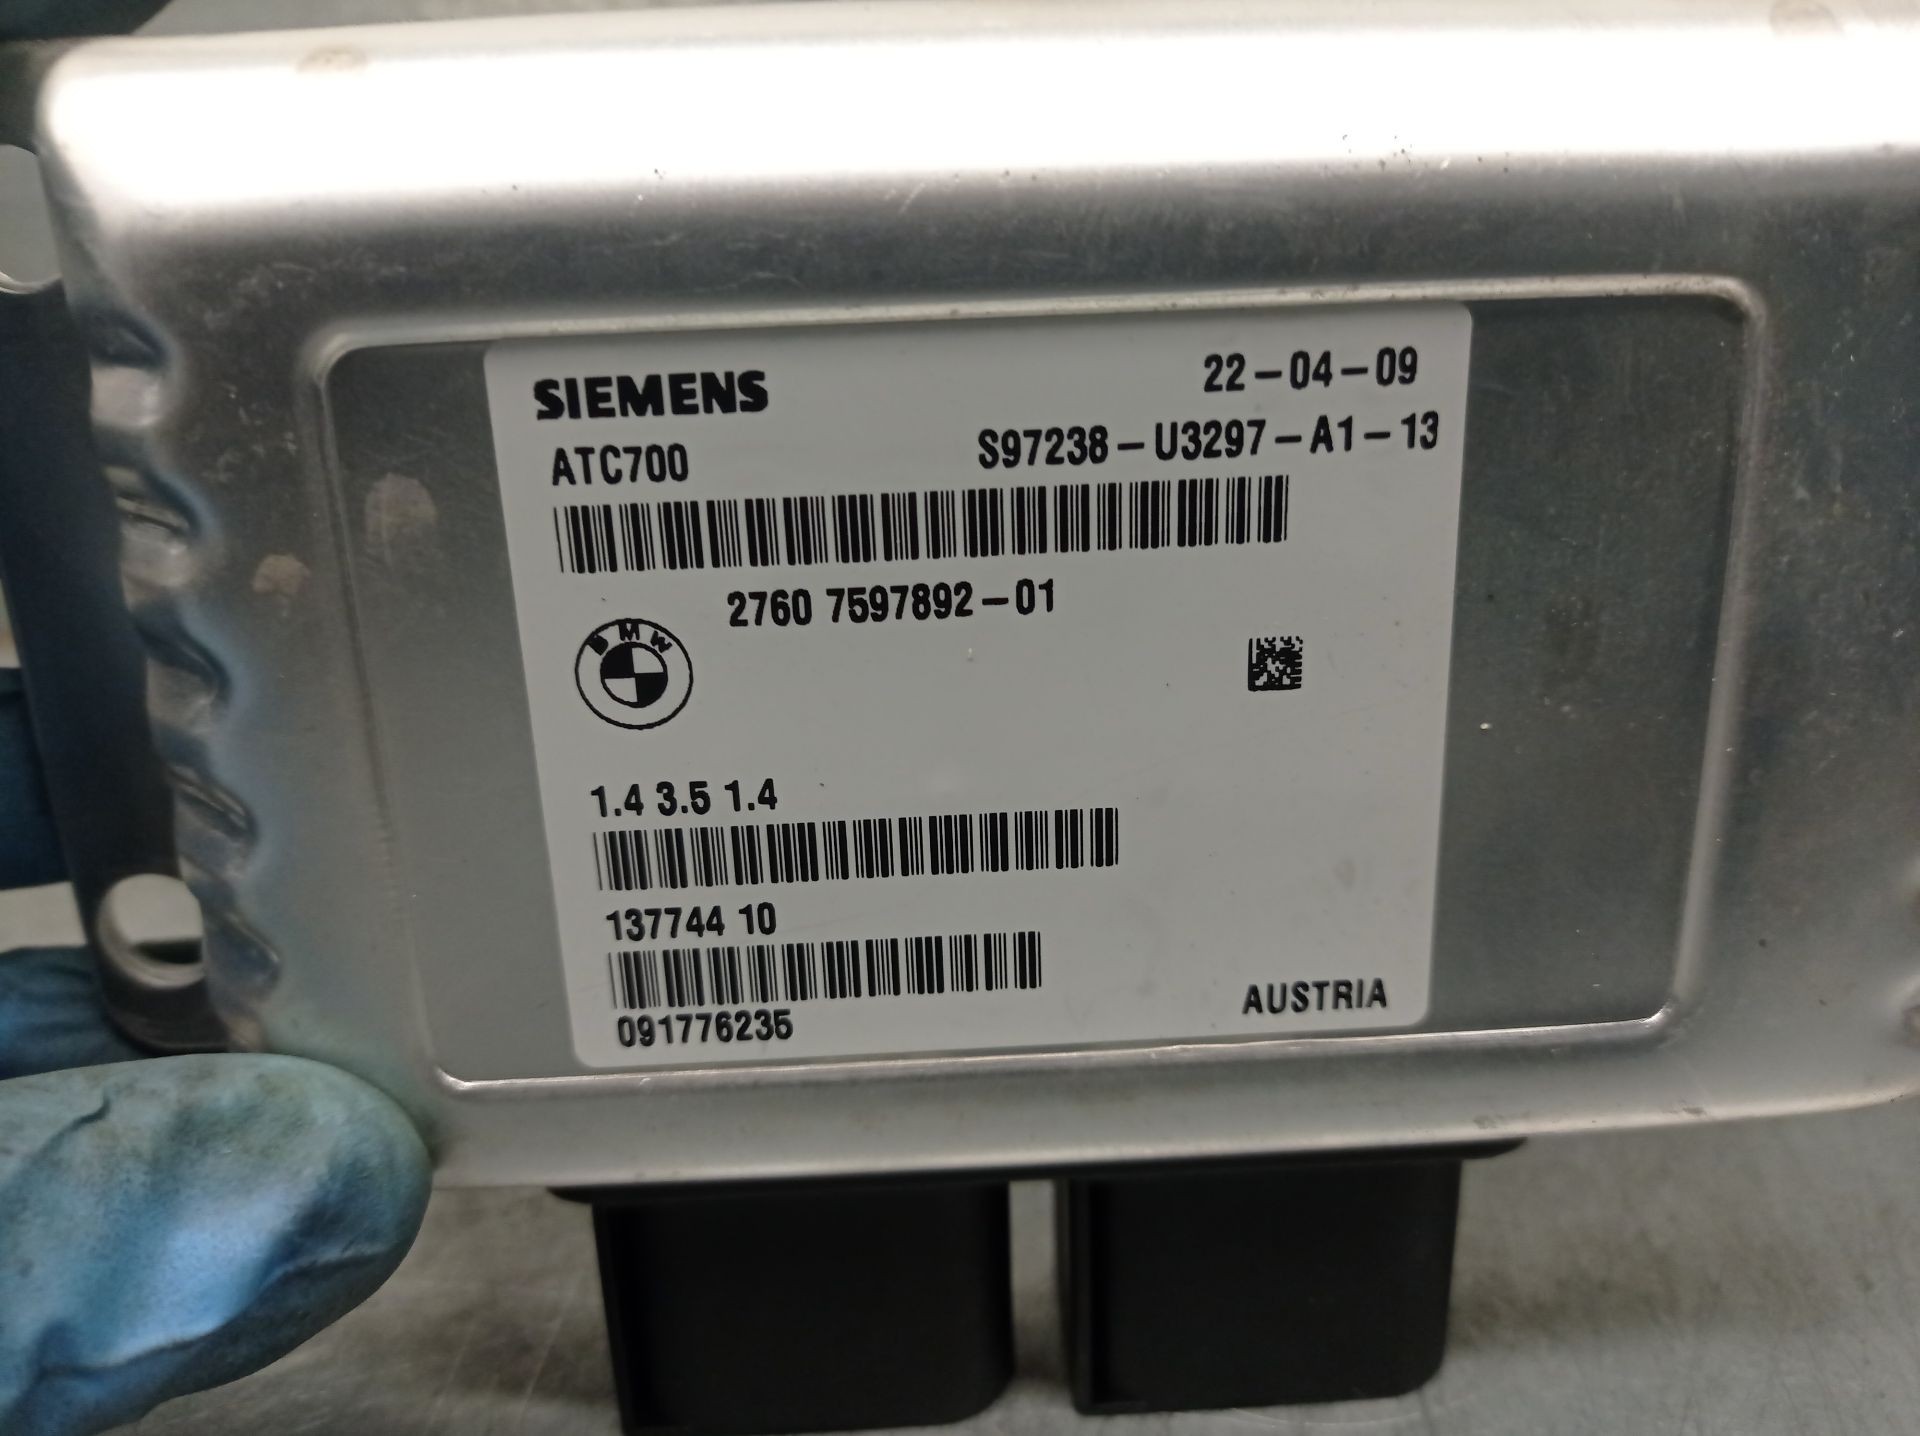 SIEMENS 22-04-09
ATC700 S97238-U3297-A1-13
2760 7597892-01
BMW
1.4 3.5 1.4
137744 10
091776235
AUSTRIA